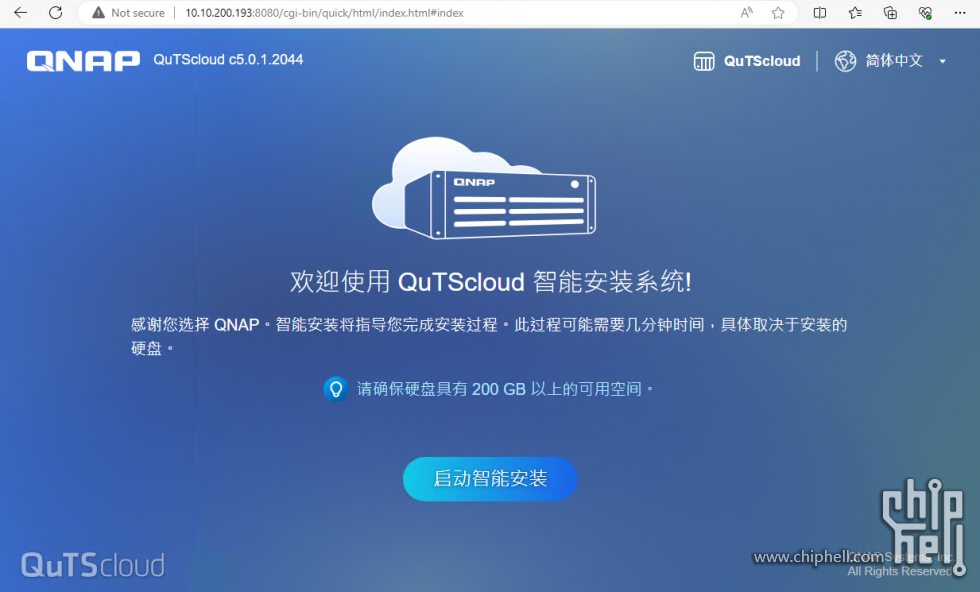 Not secure
10.10.200.193:8080/cgi-bin/quick/html/index.html#index
QNAP QuTScloud c5.0.1.2044
QuTScloud
简体中文
QNAP
欢迎使用 QuTScloud 智能安装系统!
感谢您选择 QNAP。智能安装将指导您完成安装过程。此过程可能需要几分钟时间，具体取决于安装的
硬盘。
请确保硬盘具有 200 GB 以上的可用空间。
启动智能安装
chip
hell
QuTScloud
www.chiphell.com
QNAP Systems, Inc.
All Rights Reserved